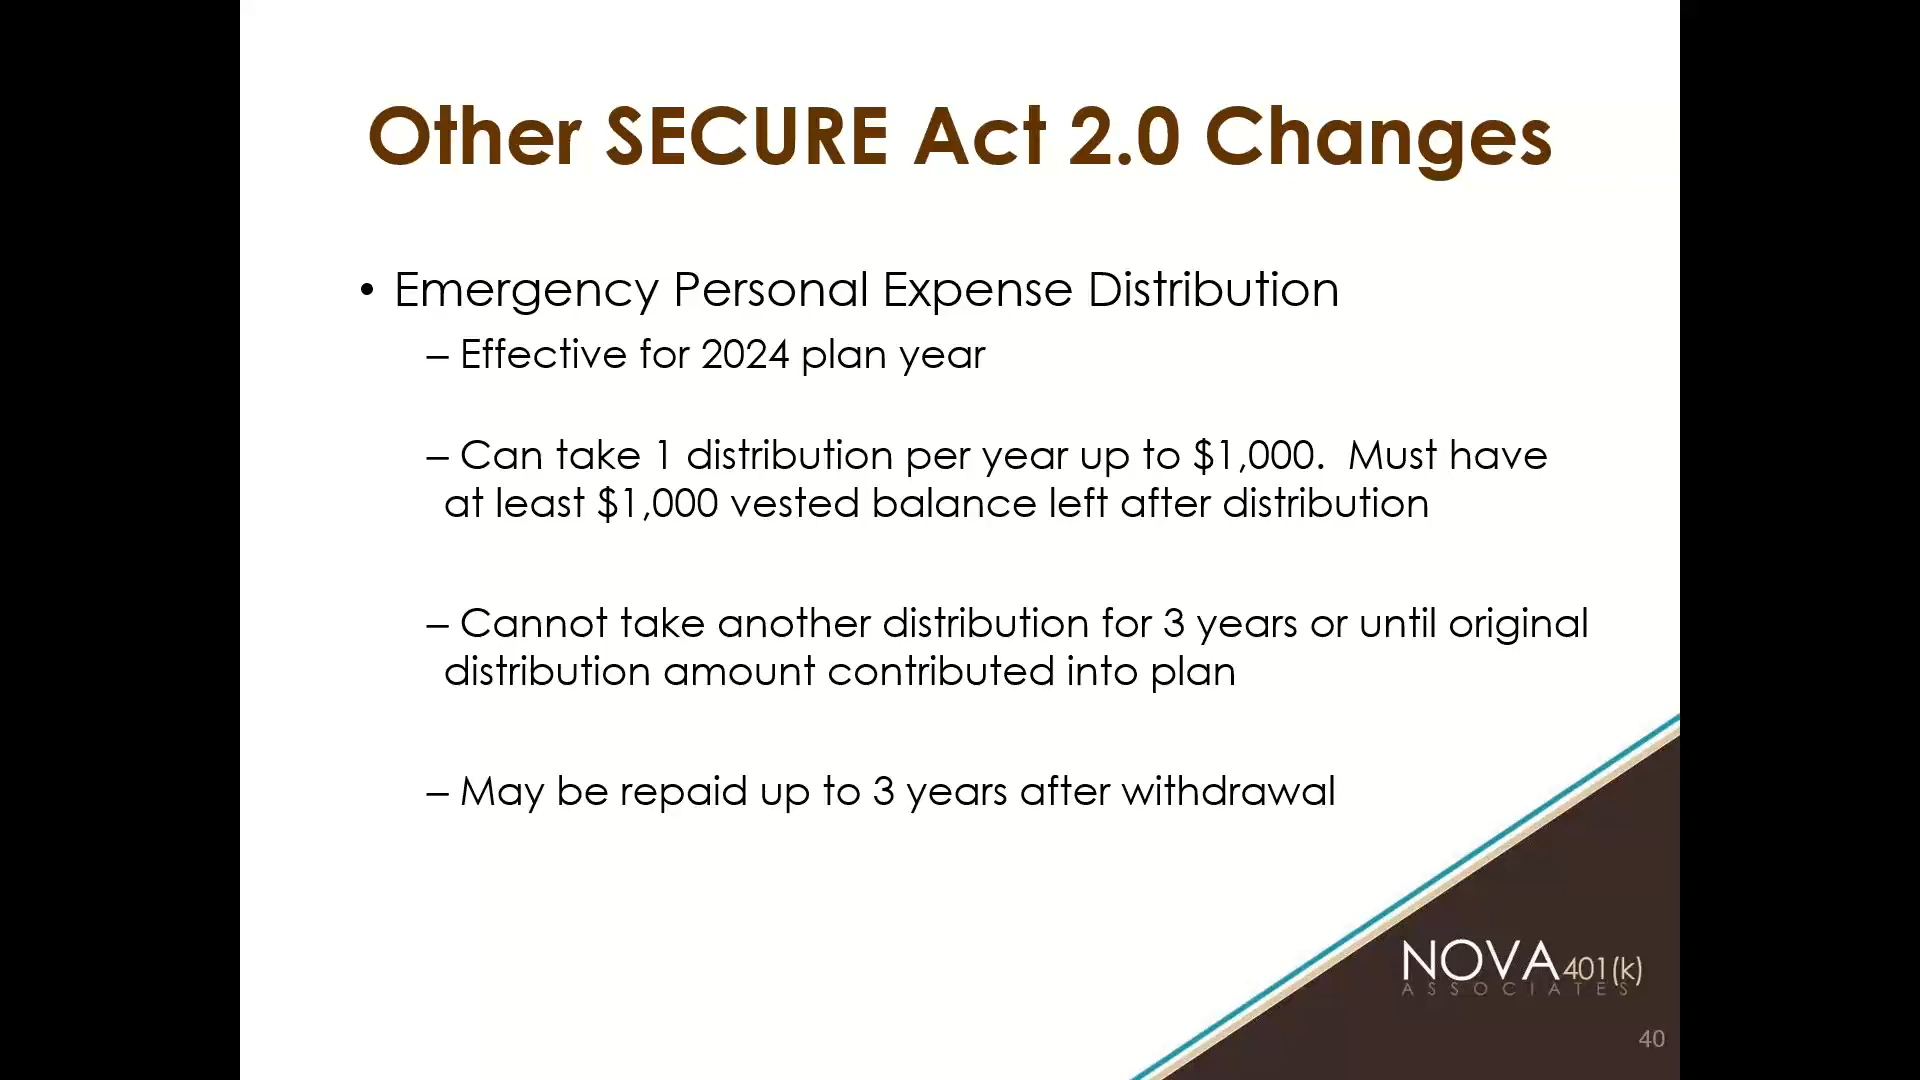 Other SECURE Act 2.0 Changes
• Emergency Personal Expense Distribution
– Effective for 2024 plan year
– Can take 1 distribution per year up to $1,000.  Must have
at least $1,000 vested balance left after distribution
– Cannot take another distribution for 3 years or until original
distribution amount contributed into plan
– May be repaid up to 3 years after withdrawal
NOVA 401(k)
ASSOCIATES
40